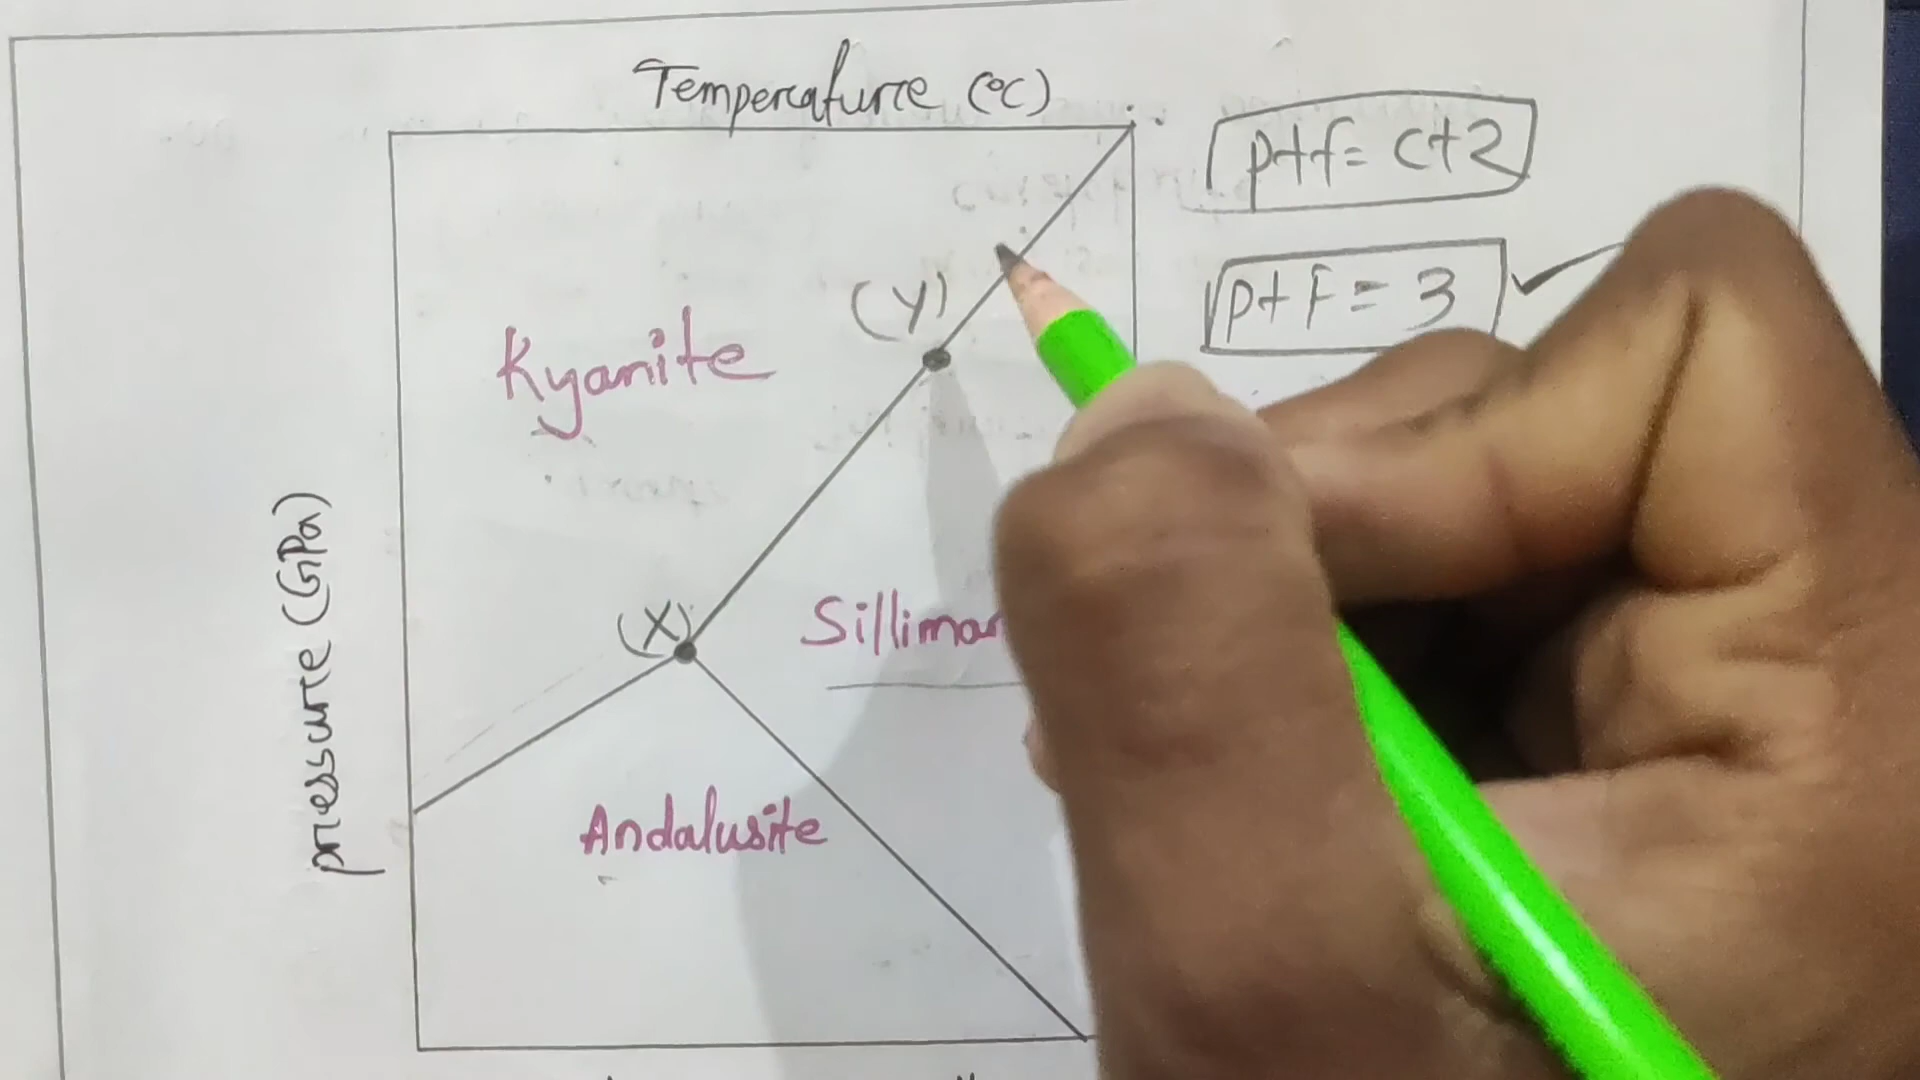 Temperature (°C)
p+f= c+2
p+F= 3
(Y)
Kyanite
pressure (GPa)
(X)
Andalusite